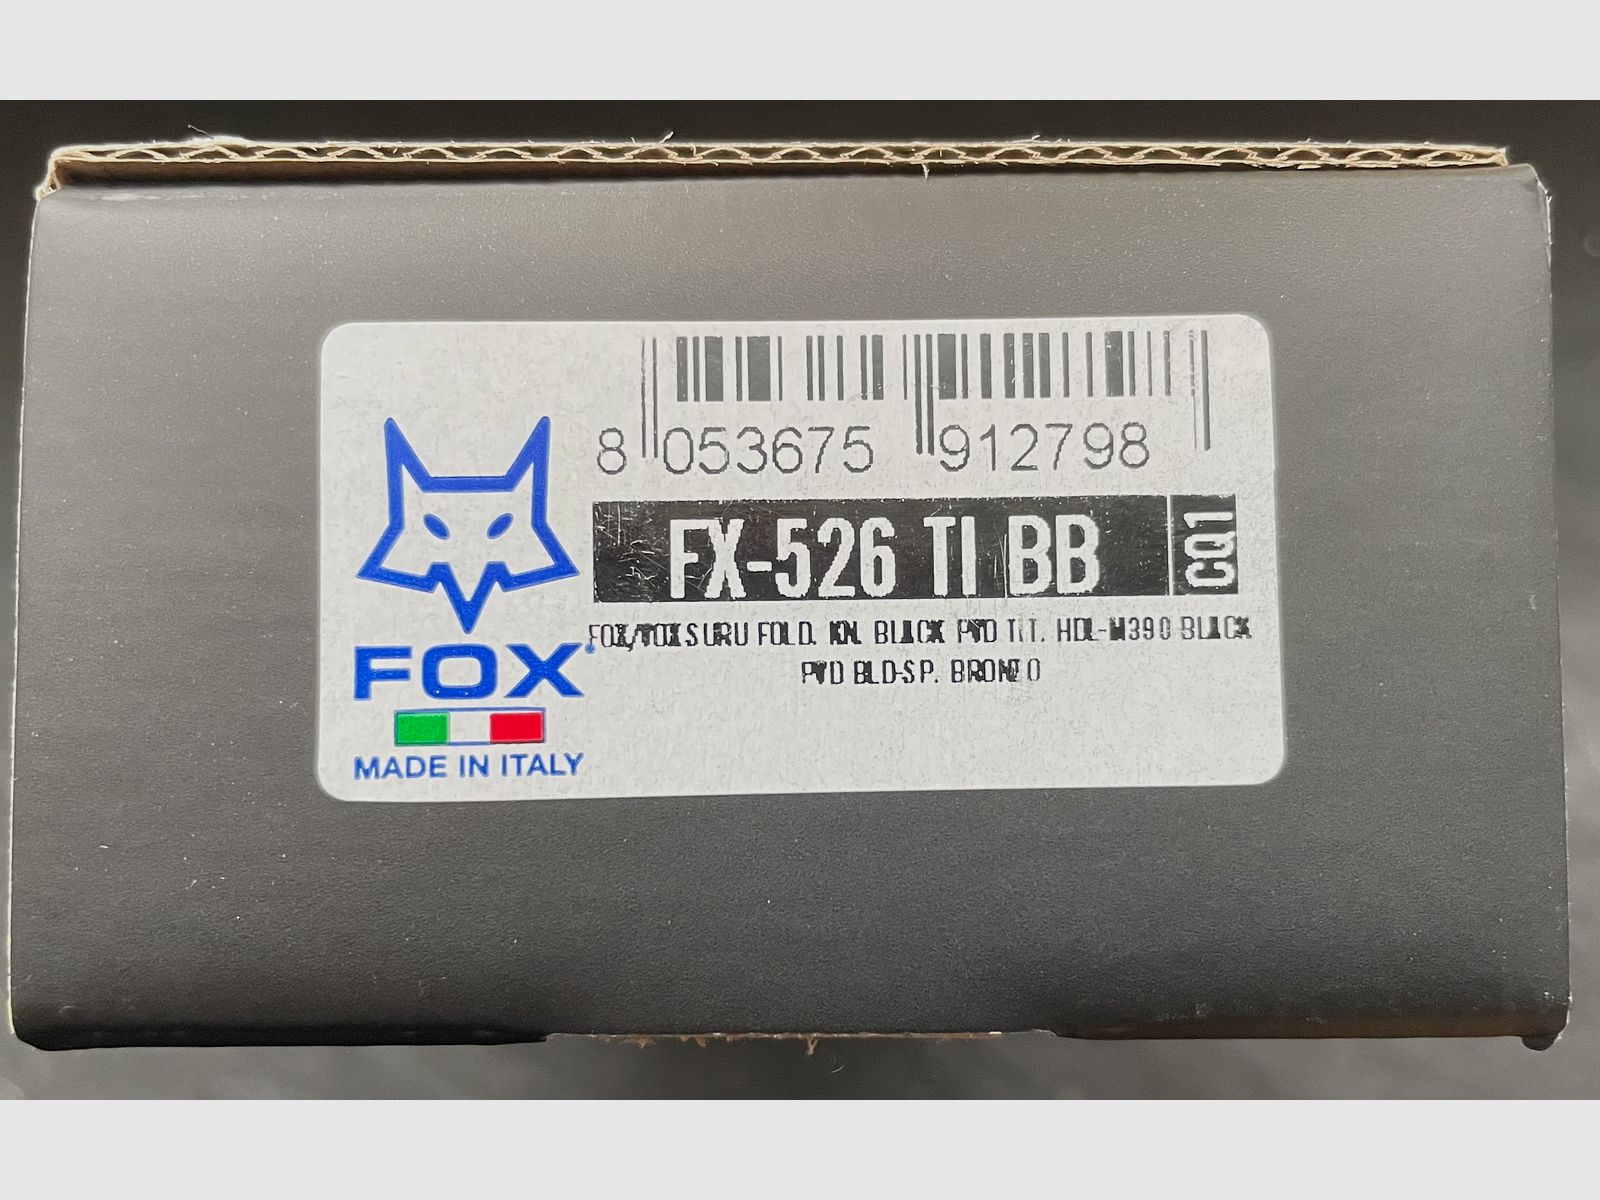 8 053675 912798
FX-526 TI BB
CQ1
FOX/VOX SURU FOLD. KN. BLACK PVD TIT. HDL-M390 BLACK
PVD BLD-SP. BRONZO
FOX
MADE IN ITALY